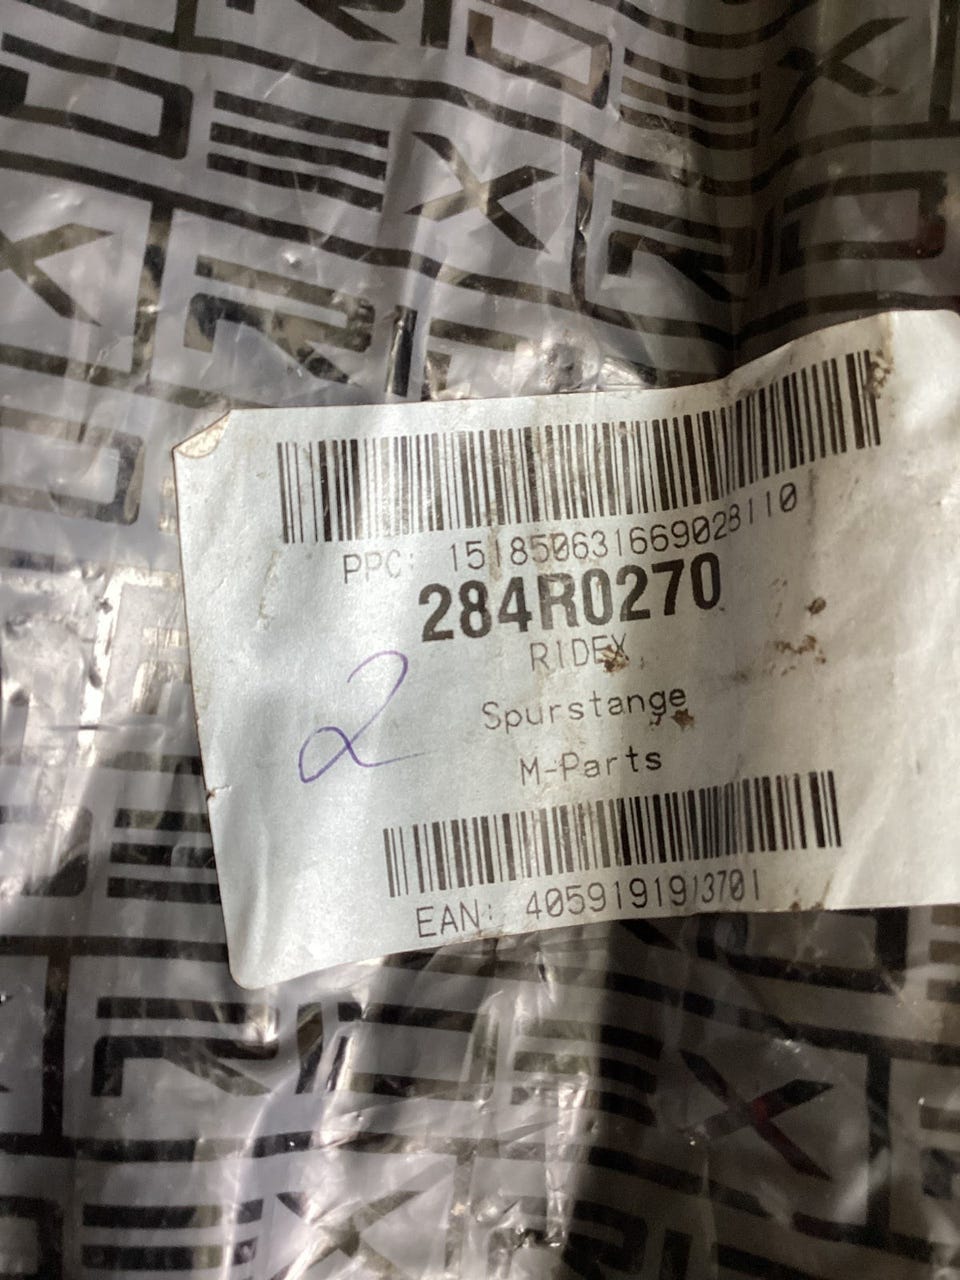 PPC: 151850631669028110
284R0270
RIDEX
2
Spurstange
M-Parts
EAN: 4059191913701